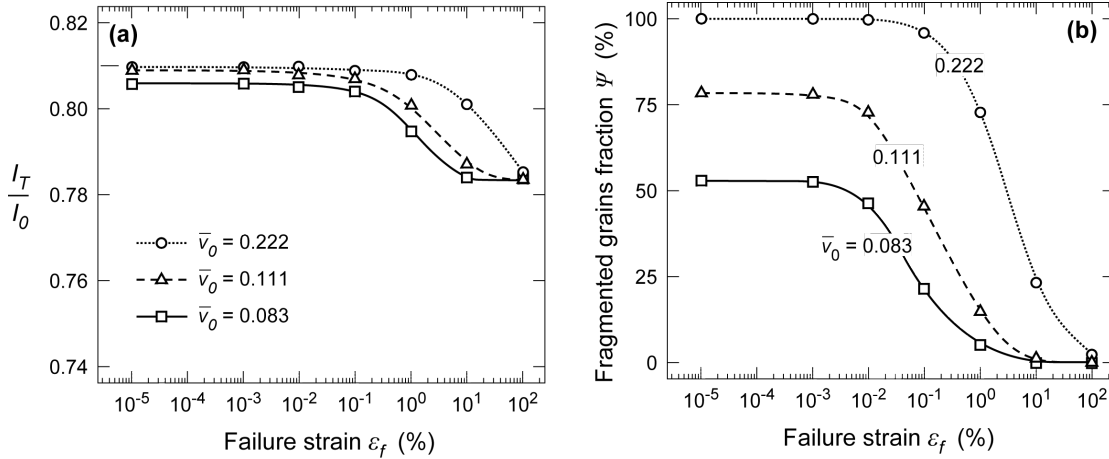 (a)
0.82
0.80
0.78
0.76
0.74
I_T
I_0
v̅_0 = 0.222
v̅_0 = 0.111
v̅_0 = 0.083
10^-5 10^-4 10^-3 10^-2 10^-1 10^0 10^1 10^2
Failure strain ε_f (%)
(b)
Fragmented grains fraction Ψ (%)
100
75
50
25
0
0.222
0.111
v̅_0 = 0.083
10^-5 10^-4 10^-3 10^-2 10^-1 10^0 10^1 10^2
Failure strain ε_f (%)